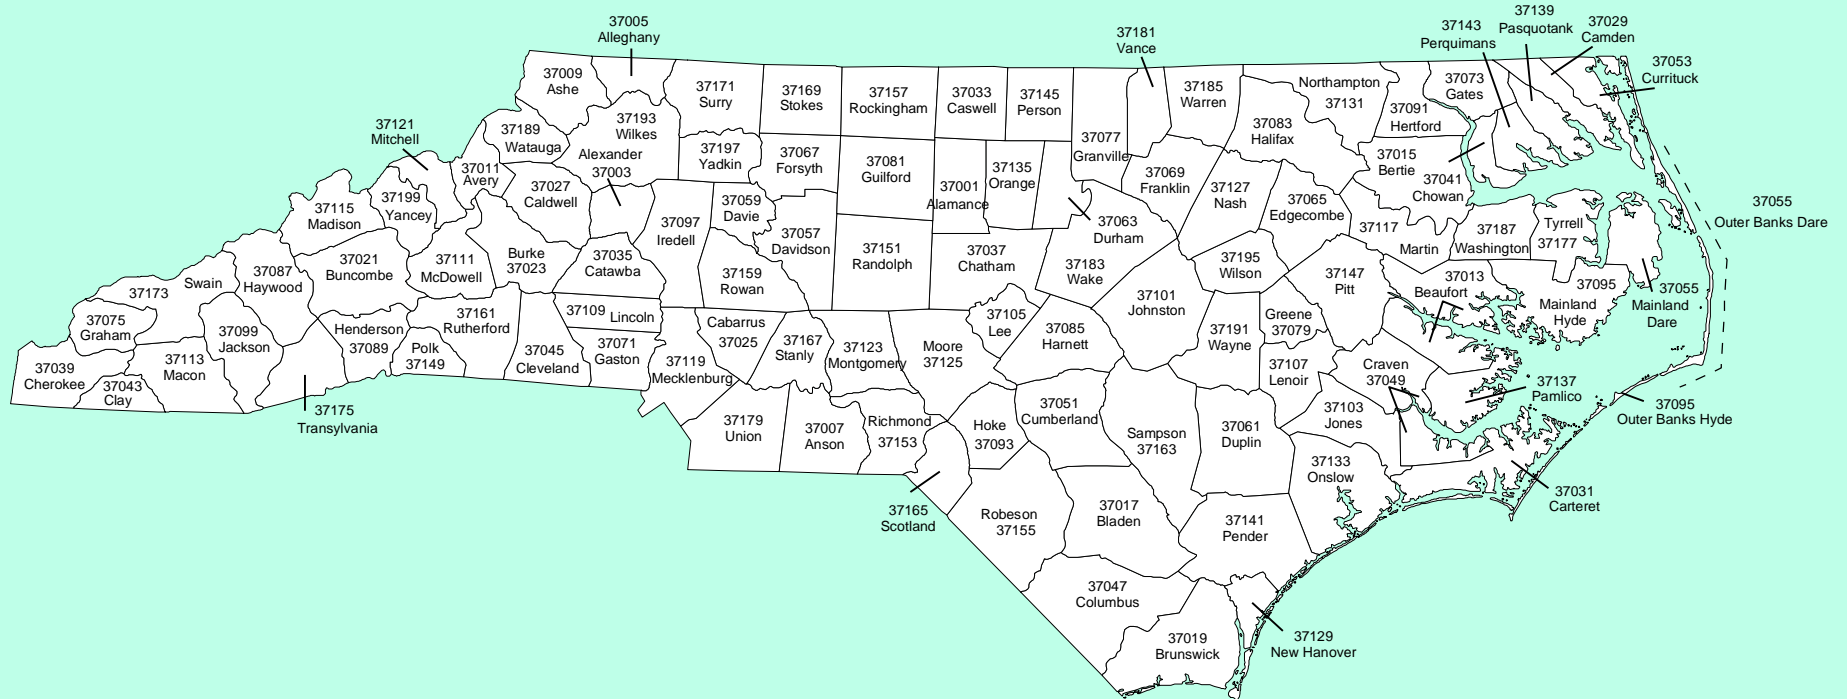 37005
Alleghany
37181
Vance
37143
Perquimans
37139
Pasquotank
37029
Camden
37053
Currituck
37009
Ashe
37171
Surry
37169
Stokes
37157
Rockingham
37033
Caswell
37145
Person
37185
Warren
Northampton
37131
37073
Gates
37091
Hertford
37121
Mitchell
37189
Watauga
37193
Wilkes
37197
Yadkin
37067
Forsyth
37081
Guilford
37001
Alamance
37135
Orange
37077
Granville
37083
Halifax
37015
Bertie
37041
Chowan
37011
Avery
37027
Caldwell
Alexander
37003
37059
Davie
37097
Iredell
37057
Davidson
37063
Durham
37069
Franklin
37127
Nash
37065
Edgecombe
37117
Martin
37187
Washington
Tyrrell
37177
37055
Outer Banks Dare
37199
Yancey
37115
Madison
37021
Buncombe
37111
McDowell
Burke
37023
37035
Catawba
37159
Rowan
37151
Randolph
37037
Chatham
37183
Wake
37195
Wilson
37147
Pitt
37013
Beaufort
37095
Mainland
Hyde
37055
Mainland
Dare
37173
Swain
37087
Haywood
37075
Graham
37099
Jackson
Henderson
37089
37161
Rutherford
Polk
37149
37045
Cleveland
37109 Lincoln
37071
Gaston
37119
Mecklenburg
Cabarrus
37025
37167
Stanly
37123
Montgomery
Moore
37125
37105
Lee
37085
Harnett
37101
Johnston
37191
Wayne
Greene
37079
37107
Lenoir
Craven
37049
37137
Pamlico
37095
Outer Banks Hyde
37039
Cherokee
37043
Clay
37113
Macon
37175
Transylvania
37179
Union
37007
Anson
Richmond
37153
Hoke
37093
37051
Cumberland
Sampson
37163
37061
Duplin
37103
Jones
37133
Onslow
37031
Carteret
37165
Scotland
Robeson
37155
37017
Bladen
37141
Pender
37047
Columbus
37019
Brunswick
37129
New Hanover